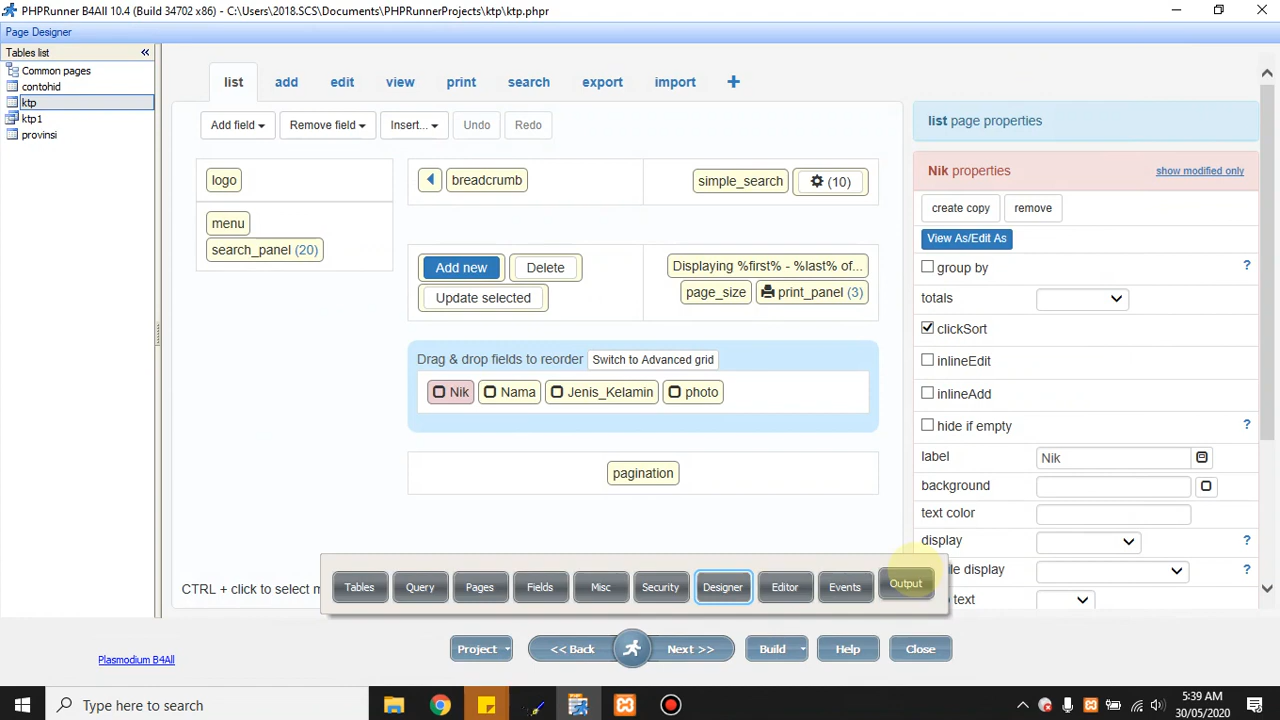 PHPRunner B4All 10.4 (Build 34702 x86) - C:\Users\2018.SCS\Documents\PHPRunnerProjects\ktp\ktp.phpr
Page Designer
Tables list
Common pages
contohid
ktp
ktp1
provinsi
list add edit view print search export import
Add field Remove field Insert... Undo Redo
logo
menu
search_panel (20)
breadcrumb
simple_search (10)
Add new Delete
Update selected
Displaying %first% - %last% of...
page_size print_panel (3)
Drag & drop fields to reorder Switch to Advanced grid
Nik Nama Jenis_Kelamin photo
pagination
CTRL + click to select m
list page properties
Nik properties show modified only
create copy remove
View As/Edit As
group by ?
totals
clickSort
inlineEdit
inlineAdd
hide if empty ?
label Nik
background
text color
display ?
le display ?
text
Tables Query Pages Fields Misc Security Designer Editor Events Output
Plasmodium B4All
Project << Back Next >> Build Help Close
Type here to search
5:39 AM
30/05/2020